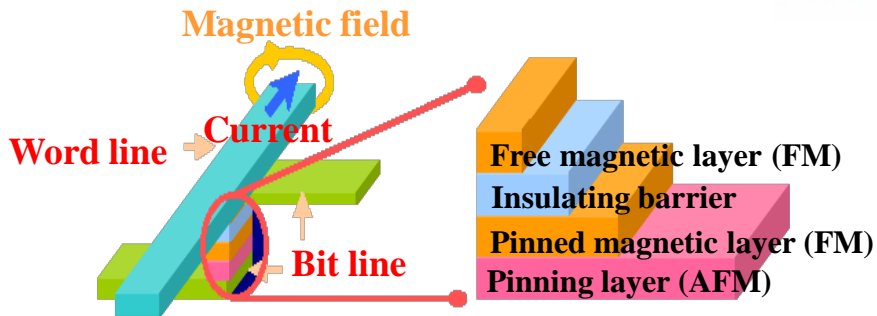 Magnetic field
Current
Word line
Bit line
Free magnetic layer (FM)
Insulating barrier
Pinned magnetic layer (FM)
Pinning layer (AFM)